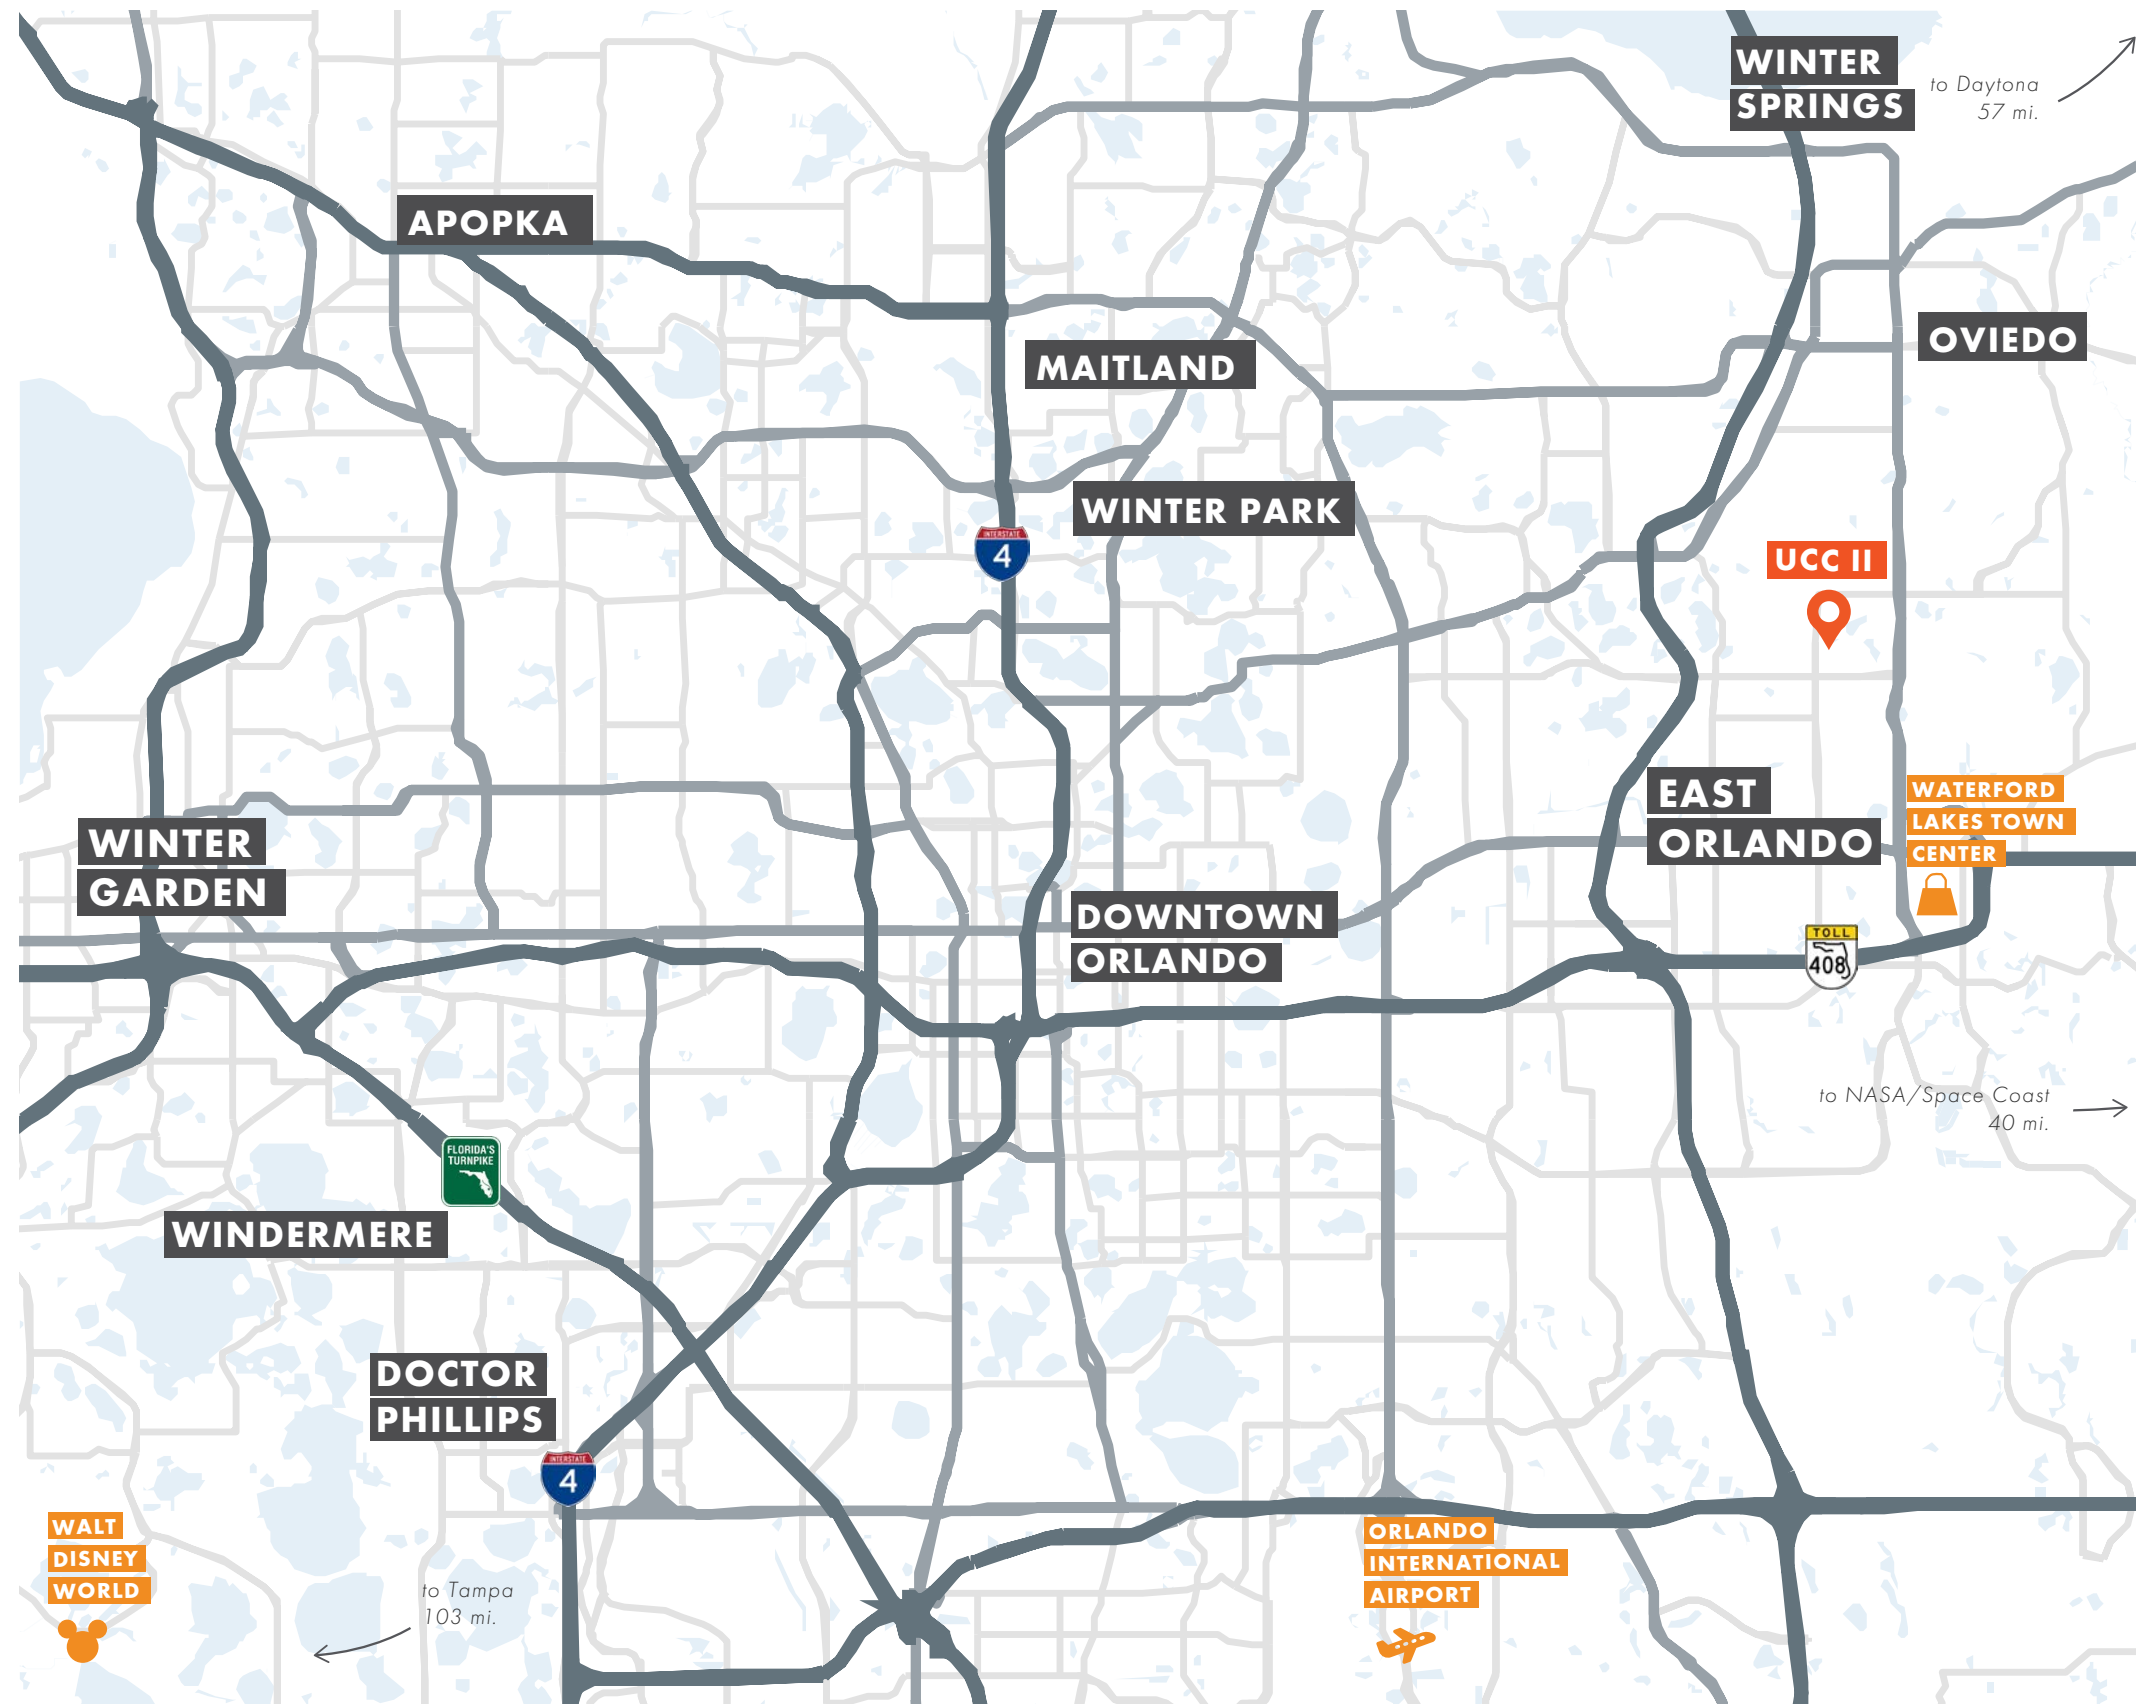 WINTER
SPRINGS
to Daytona
57 mi.
APOPKA
OVIEDO
MAITLAND
WINTER PARK
INTERSTATE
4
UCC II
EAST
ORLANDO
WATERFORD
LAKES TOWN
CENTER
WINTER
GARDEN
DOWNTOWN
ORLANDO
TOLL
408
to NASA/Space Coast
40 mi.
FLORIDA'S
TURNPIKE
WINDERMERE
DOCTOR
PHILLIPS
INTERSTATE
4
WALT
DISNEY
WORLD
to Tampa
103 mi.
ORLANDO
INTERNATIONAL
AIRPORT